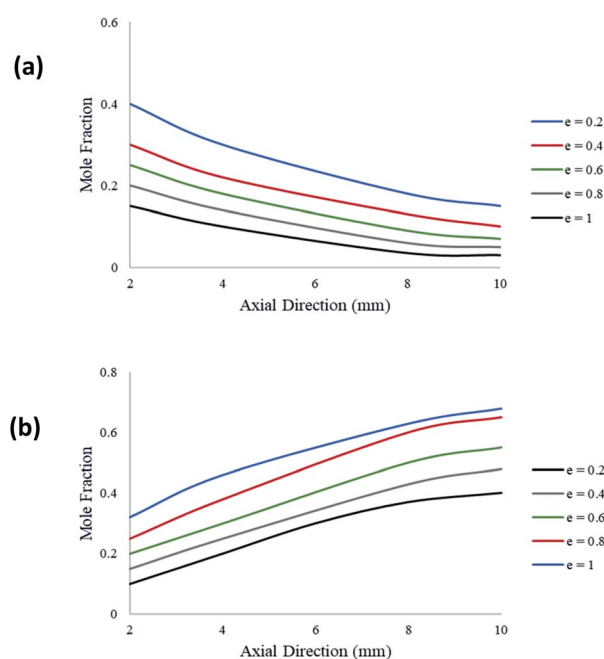 (a)
Mole Fraction
0.6
0.4
0.2
0
2 4 6 8 10
Axial Direction (mm)
e = 0.2
e = 0.4
e = 0.6
e = 0.8
e = 1
(b)
Mole Fraction
0.8
0.6
0.4
0.2
0
2 4 6 8 10
Axial Direction (mm)
e = 0.2
e = 0.4
e = 0.6
e = 0.8
e = 1